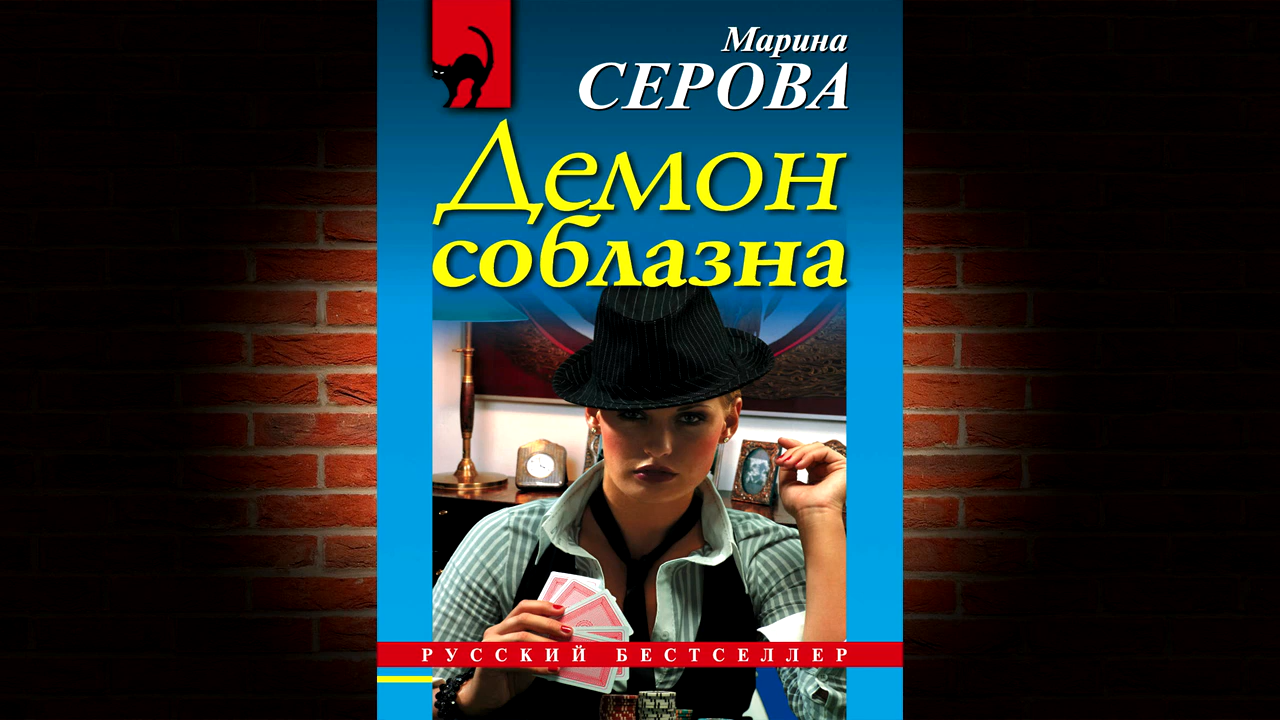 Марина
СЕРОВА
Демон
соблазна
РУССКИЙ БЕСТСЕЛЛЕР